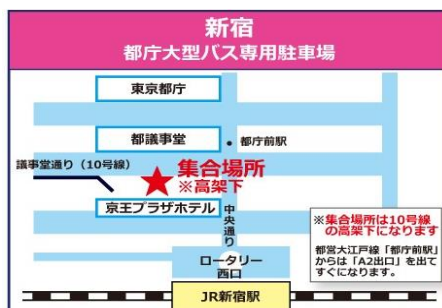 新宿
都庁大型バス専用駐車場
東京都庁
都議事堂
都庁前駅
議事堂通り（10号線）
集合場所
※高架下
京王プラザホテル
中央通り
※集合場所は10号線
の高架下になります
都営大江戸線「都庁前駅」
からは「A2出口」を出て
すぐになります。
ロータリー
西口
JR新宿駅